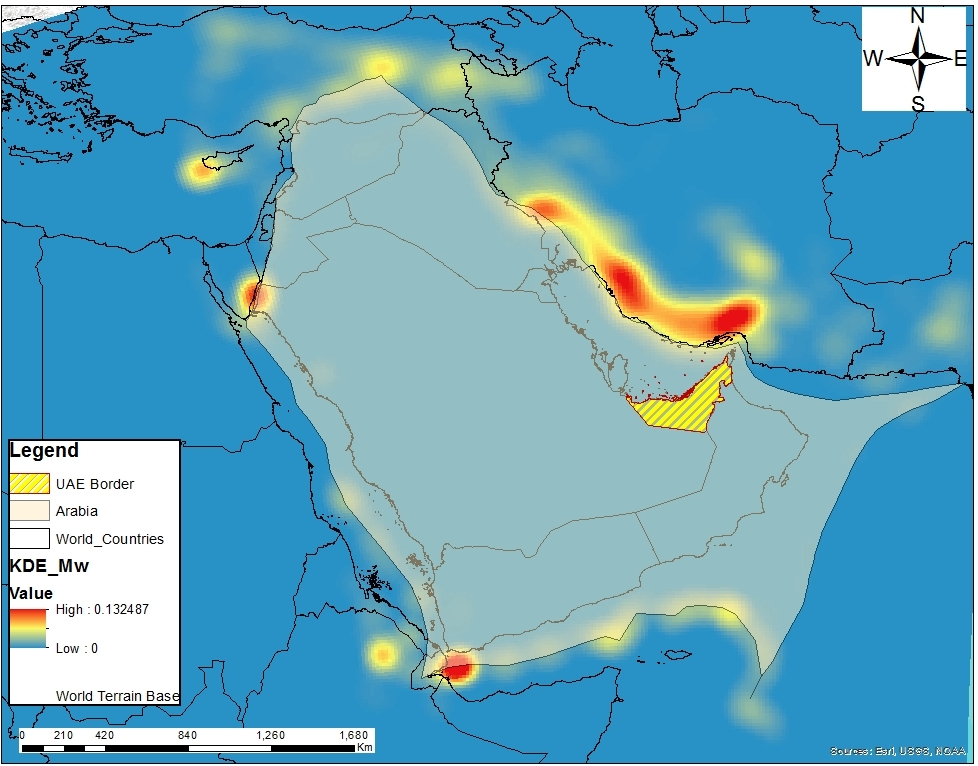 N
W E
S
Legend
UAE Border
Arabia
World_Countries
KDE_Mw
Value
High : 0.132487
Low : 0
World Terrain Base
0 210 420 840 1,260 1,680
Km
Sources: Esri, USGS, NOAA